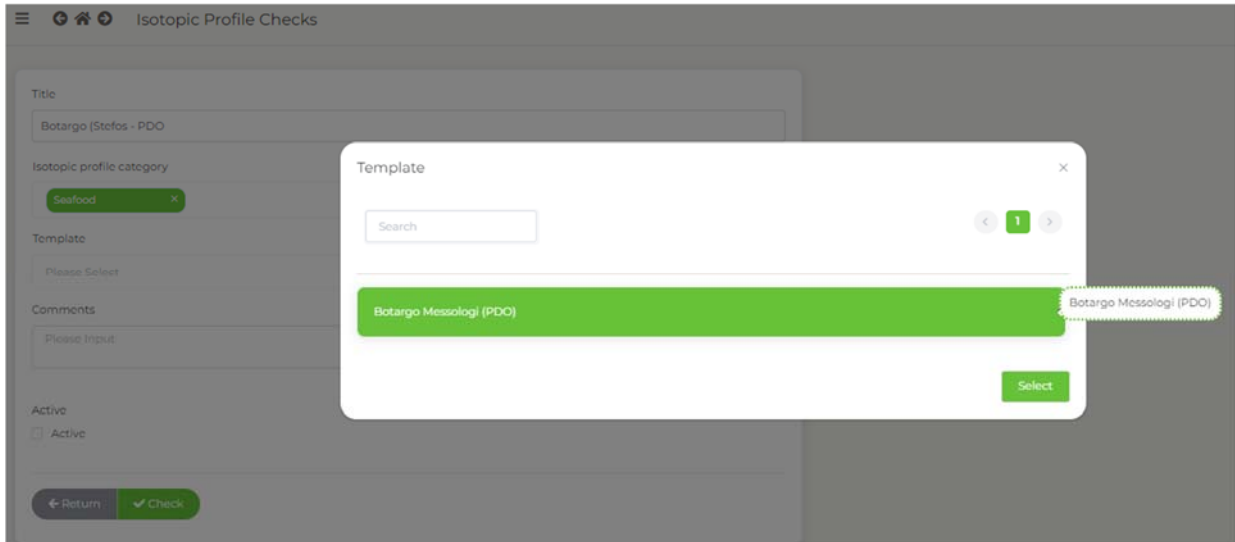 Isotopic Profile Checks
Title
Botargo (Stefos - PDO
Isotopic profile category
Seafood ×
Template
Please Select
Comments
Please Input
Active
Active
Return
Check
Template ×
Search
< 1 >
Botargo Messologi (PDO)
Botargo Messologi (PDO)
Select